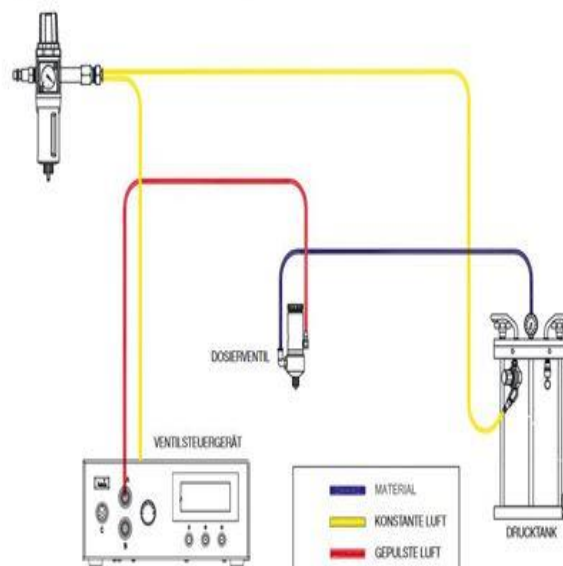 DOSIERVENTIL
VENTILSTEUERGERÄT
A
C
B
MATERIAL
KONSTANTE LUFT
GEPULSTE LUFT
DRUCKTANK